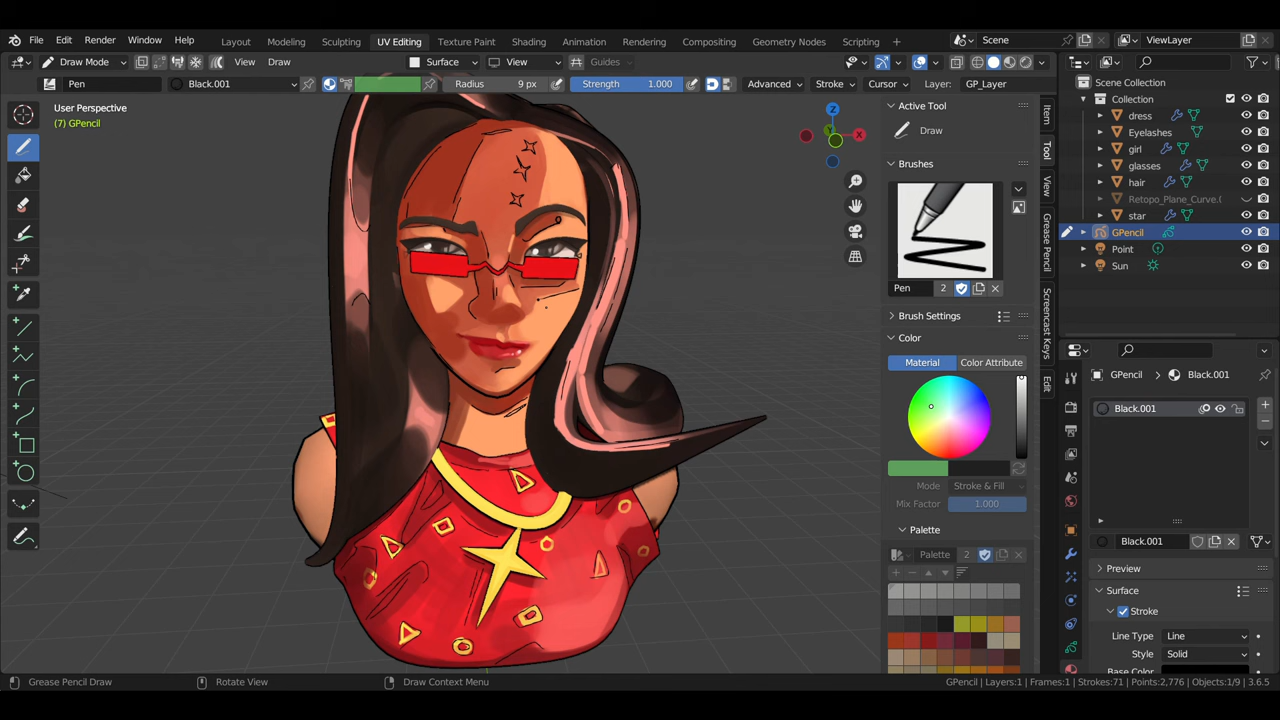 File Edit Render Window Help Layout Modeling Sculpting UV Editing Texture Paint Shading Animation Rendering Compositing Geometry Nodes Scripting + Scene ViewLayer
Draw Mode View Draw Surface View Guides
Pen Black.001 Radius 9 px Strength 1.000 Advanced Stroke Cursor Layer: GP_Layer
User Perspective
(7) GPencil
Z
X
Item
Tool
View
Grease Pencil
Screencast Keys
Edit
Active Tool
Draw
Brushes
Pen 2
Brush Settings
Color
Material Color Attribute
Mode Stroke & Fill
Mix Factor 1.000
Palette
Palette 2
Scene Collection
Collection
dress
Eyelashes
girl
glasses
hair
Retopo_Plane_Curve.(
star
GPencil
Point
Sun
GPencil > Black.001
Black.001
Black.001
Preview
Surface
Stroke
Line Type Line
Style Solid
Base Color
Grease Pencil Draw Rotate View Draw Context Menu GPencil | Layers:1 | Frames:1 | Strokes:71 | Points:2,776 | Objects:1/9 | 3.6.5